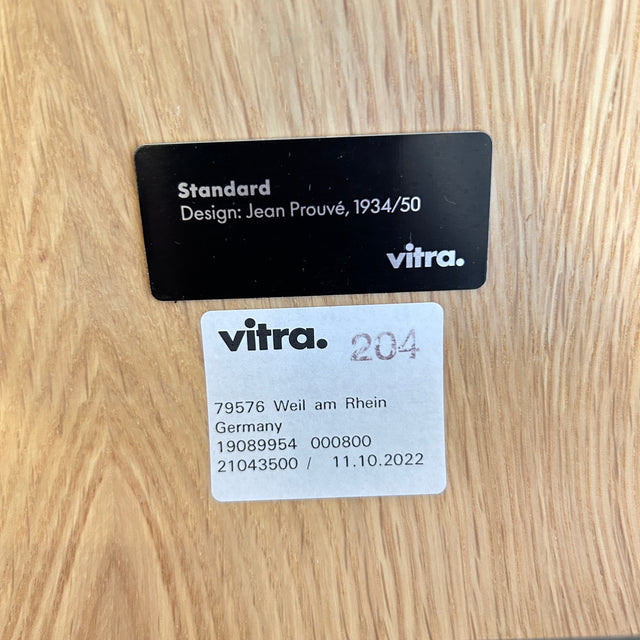 Standard
Design: Jean Prouvé, 1934/50
vitra.
vitra. 204
79576 Weil am Rhein
Germany
19089954 000800
21043500 / 11.10.2022